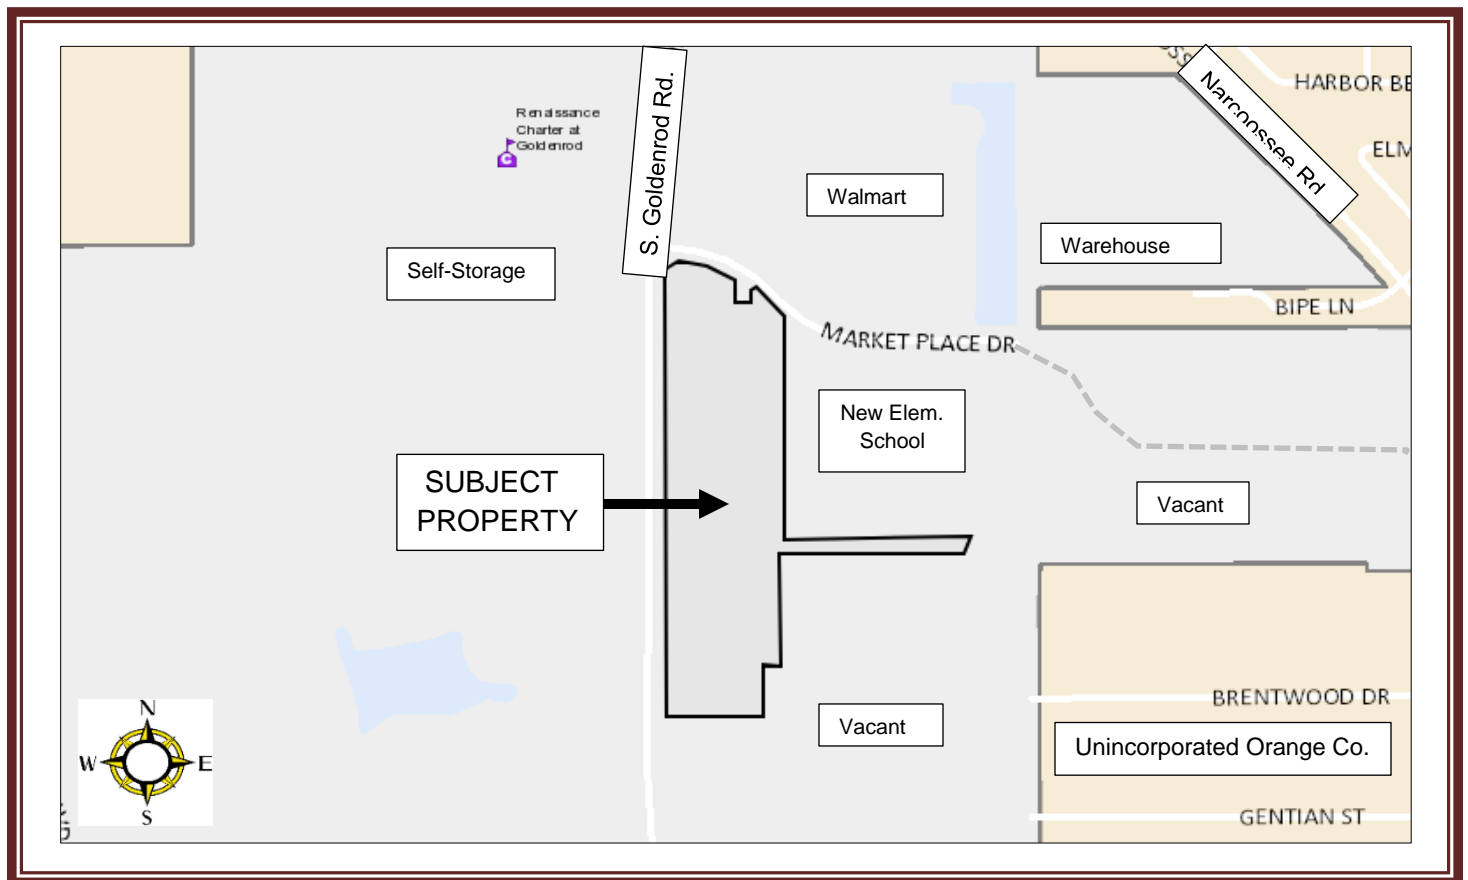 HARBOR BE
Narcoossee Rd
Renaissance
Charter at
Goldenrod
C
S. Goldenrod Rd.
ELM
Walmart
Warehouse
Self-Storage
BIPE LN
MARKET PLACE DR
New Elem.
School
SUBJECT
PROPERTY
Vacant
BRENTWOOD DR
N
Vacant
Unincorporated Orange Co.
W
E
S
GENTIAN ST